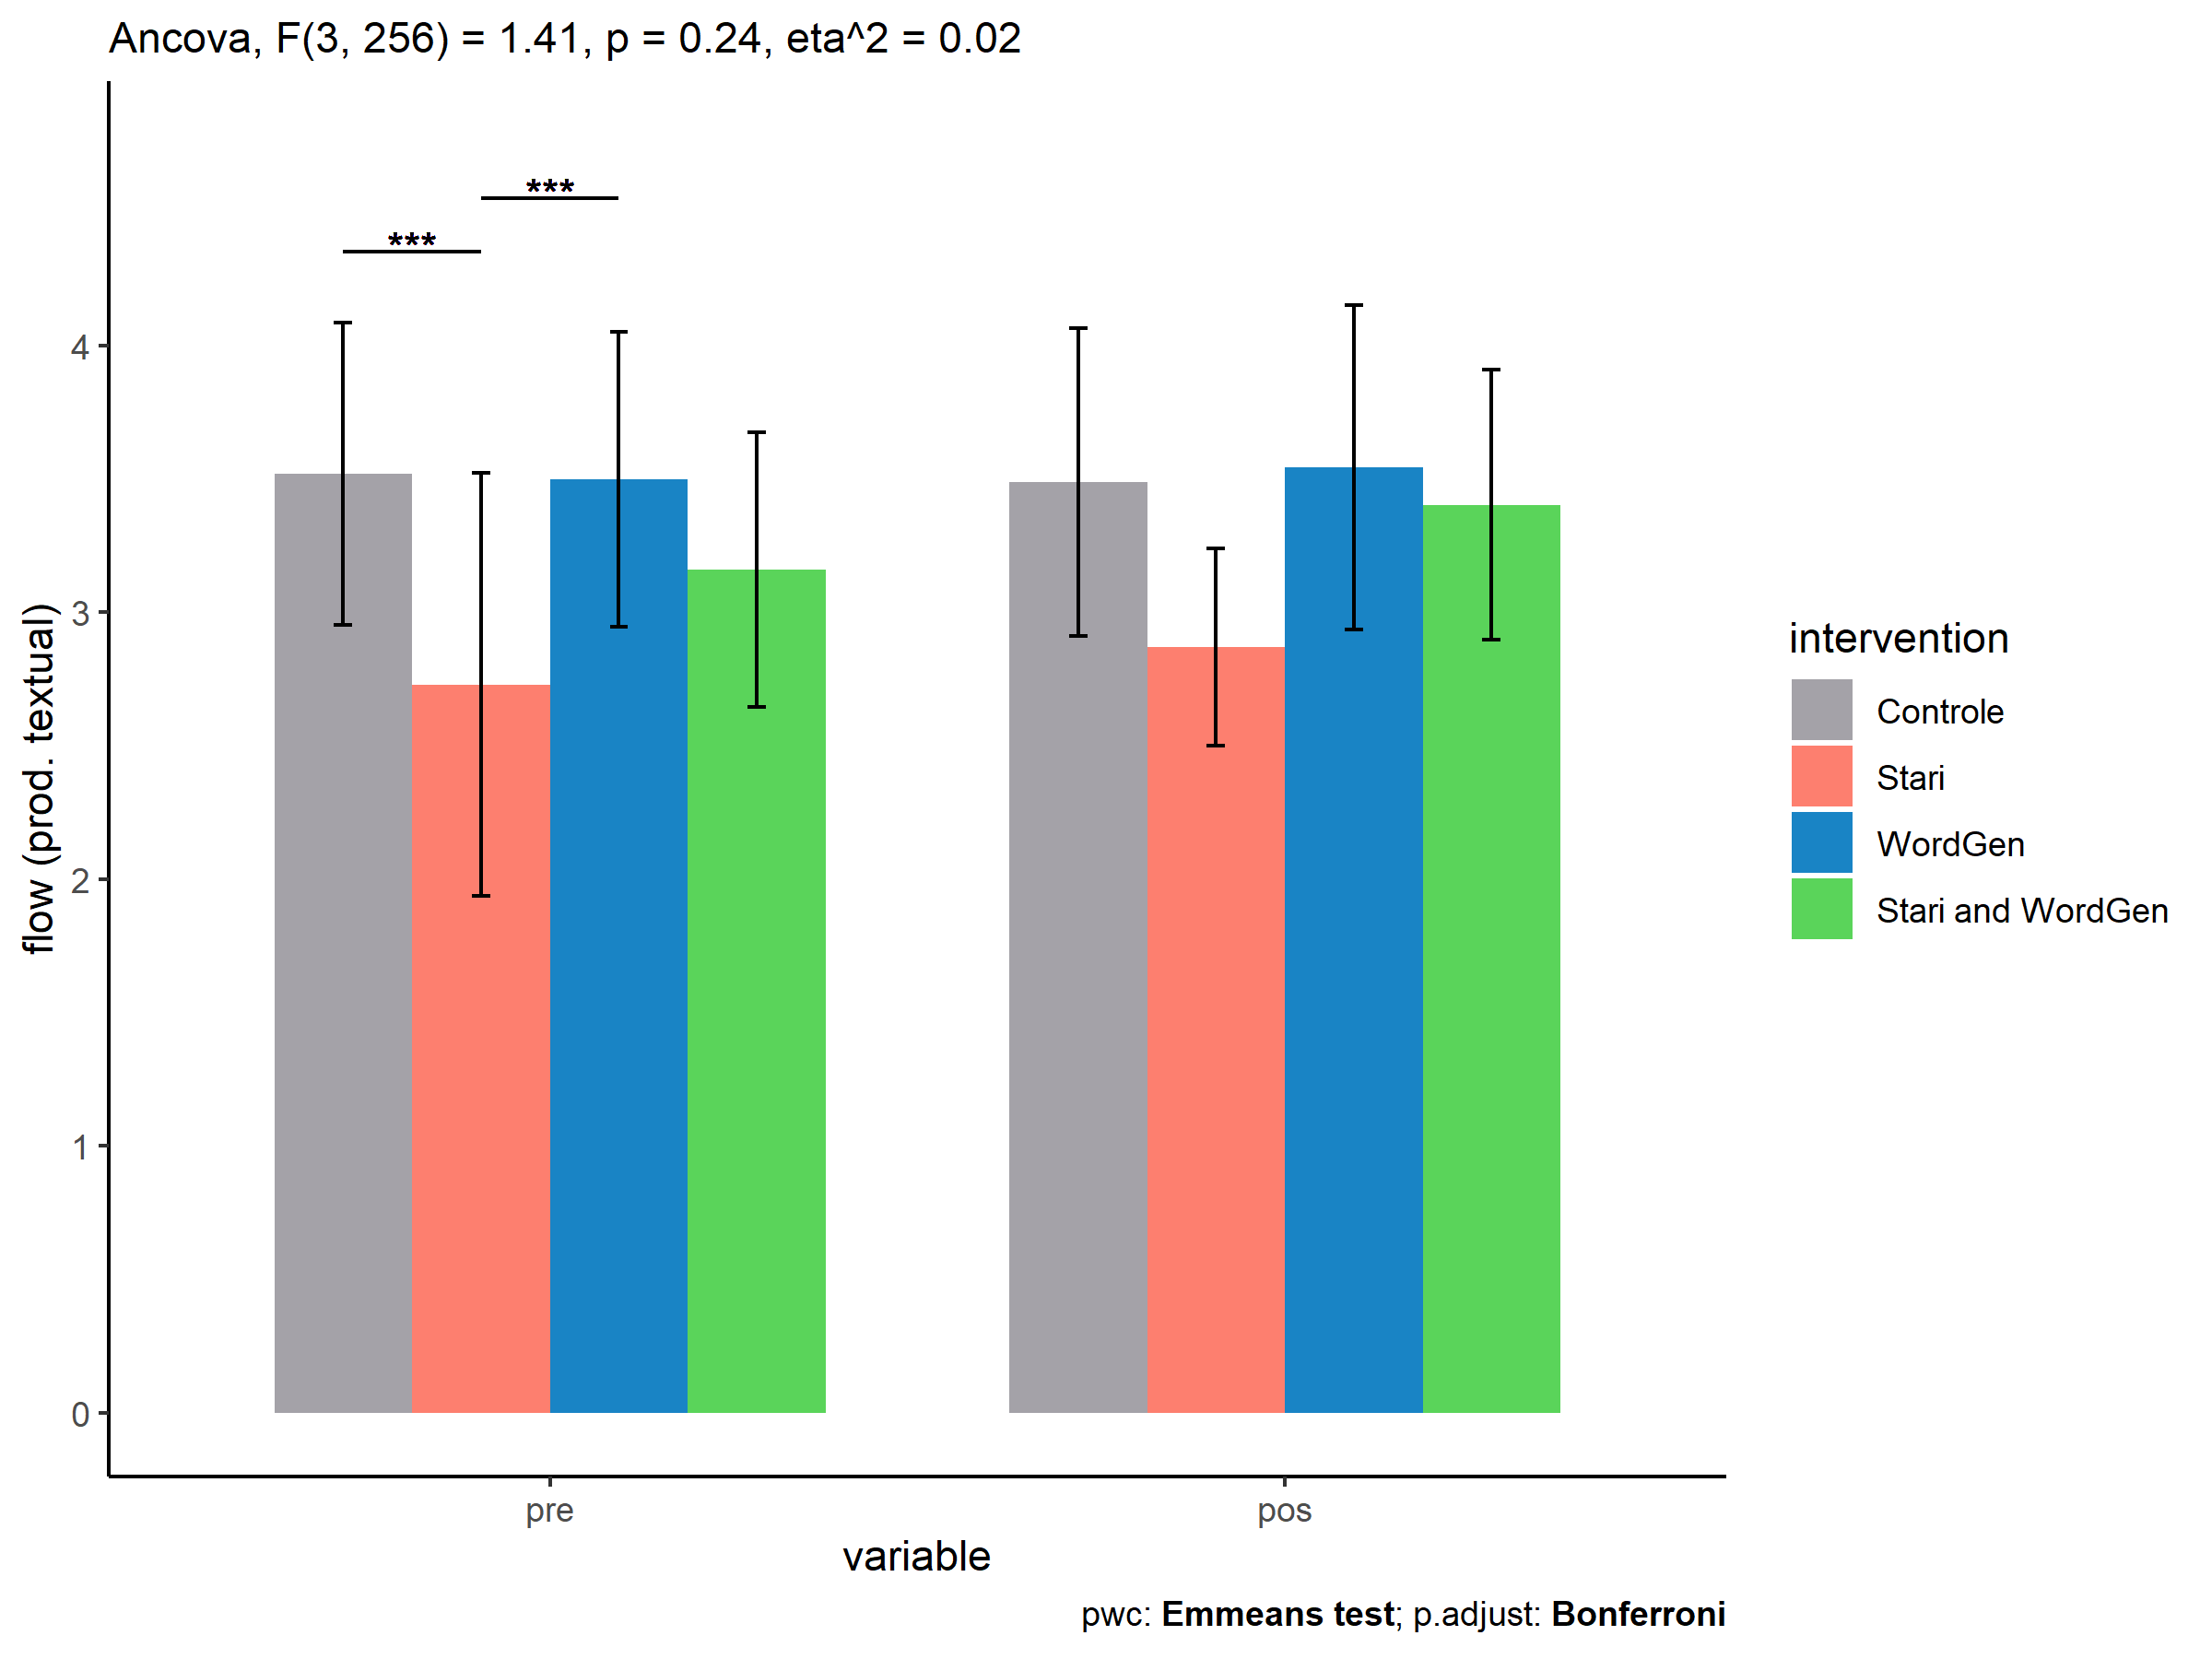 Ancova, F(3, 256) = 1.41, p = 0.24, eta^2 = 0.02
***
***
4
3
2
1
0
flow (prod. textual)
pre
pos
variable
intervention
Controle
Stari
WordGen
Stari and WordGen
pwc: Emmeans test; p.adjust: Bonferroni